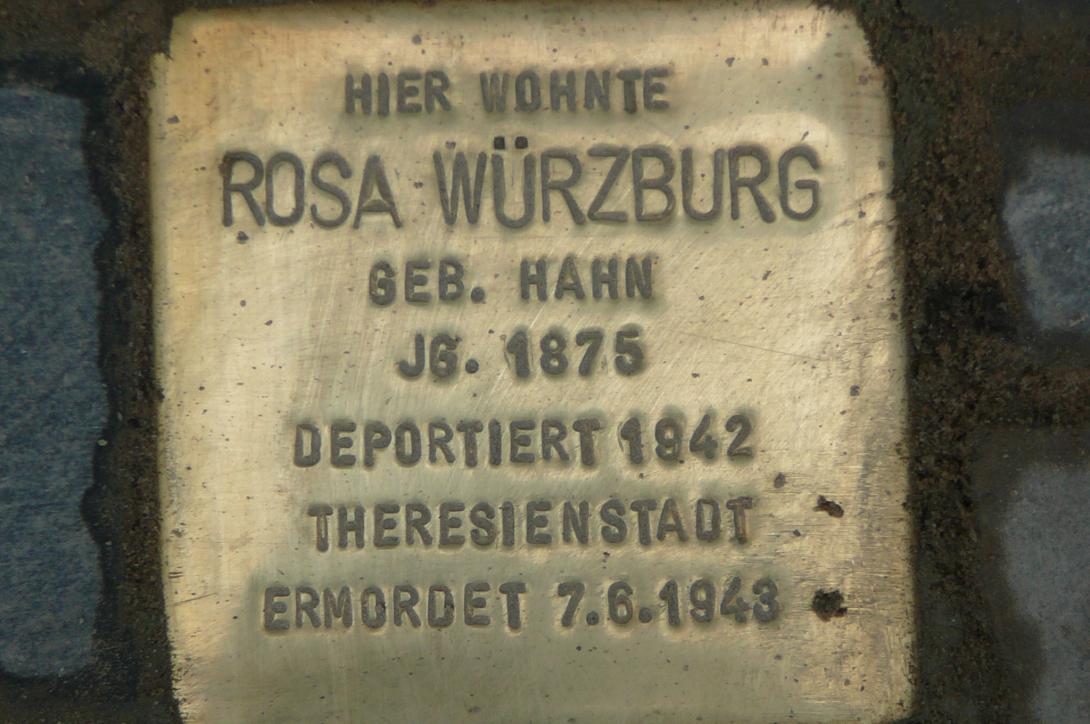 HIER WOHNTE
ROSA WÜRZBURG
GEB. HAHN
JG. 1875
DEPORTIERT 1942
THERESIENSTADT
ERMORDET 7.6.1943